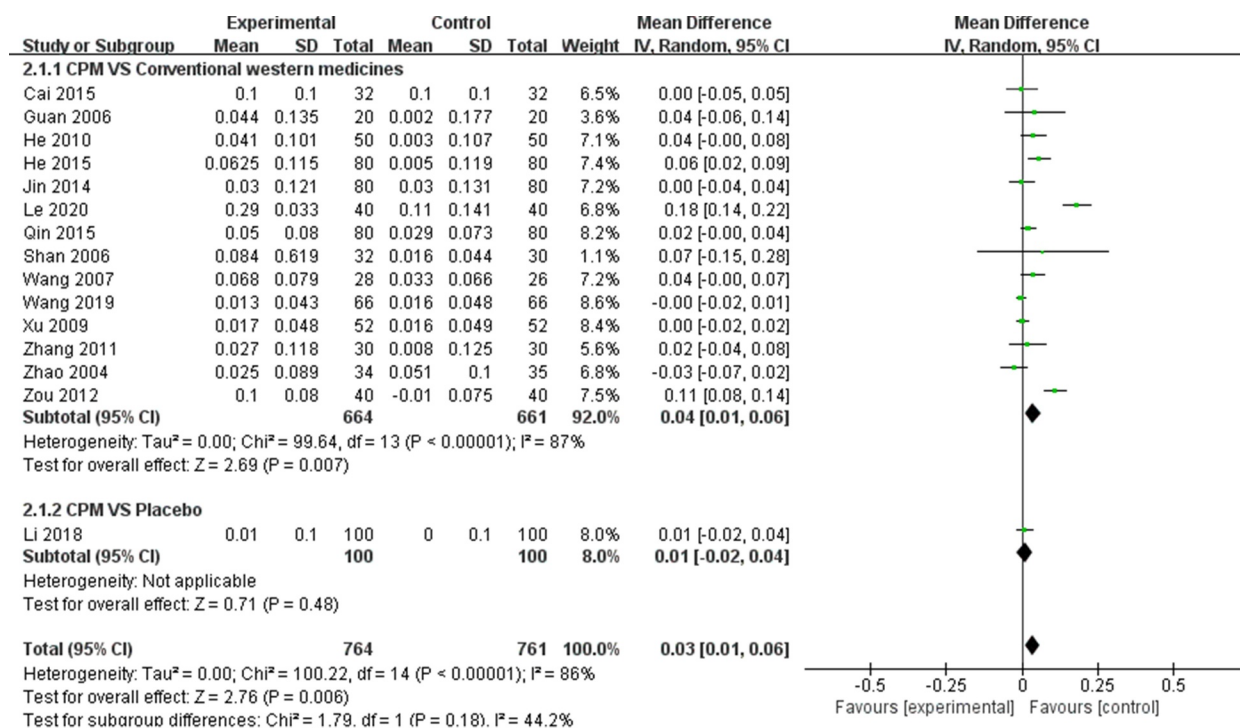 Experimental Control Mean Difference Mean Difference
Study or Subgroup Mean SD Total Mean SD Total Weight IV, Random, 95% CI IV, Random, 95% CI
2.1.1 CPM VS Conventional western medicines
Cai 2015 0.1 0.1 32 0.1 0.1 32 6.5% 0.00 [-0.05, 0.05]
Guan 2006 0.044 0.135 20 0.002 0.177 20 3.6% 0.04 [-0.06, 0.14]
He 2010 0.041 0.101 50 0.003 0.107 50 7.1% 0.04 [-0.00, 0.08]
He 2015 0.0625 0.115 80 0.005 0.119 80 7.4% 0.06 [0.02, 0.09]
Jin 2014 0.03 0.121 80 0.03 0.131 80 7.2% 0.00 [-0.04, 0.04]
Le 2020 0.29 0.033 40 0.11 0.141 40 6.8% 0.18 [0.14, 0.22]
Qin 2015 0.05 0.08 80 0.029 0.073 80 8.2% 0.02 [-0.00, 0.04]
Shan 2006 0.084 0.619 32 0.016 0.044 30 1.1% 0.07 [-0.15, 0.28]
Wang 2007 0.068 0.079 28 0.033 0.066 26 7.1% 0.04 [-0.00, 0.07]
Wang 2019 0.013 0.043 66 0.016 0.048 66 8.6% -0.00 [-0.02, 0.01]
Xu 2009 0.017 0.048 52 0.016 0.049 52 8.4% 0.00 [-0.02, 0.02]
Zhang 2011 0.027 0.118 30 0.008 0.125 30 5.6% 0.02 [-0.04, 0.08]
Zhao 2004 0.025 0.089 34 0.051 0.1 35 6.8% -0.03 [-0.07, 0.02]
Zou 2012 0.1 0.08 40 -0.01 0.075 40 7.5% 0.11 [0.08, 0.14]
Subtotal (95% CI) 664 661 92.0% 0.04 [0.01, 0.06]
Heterogeneity: Tau² = 0.00; Chi² = 99.64, df = 13 (P < 0.00001); I² = 87%
Test for overall effect: Z = 2.69 (P = 0.007)
2.1.2 CPM VS Placebo
Li 2018 0.01 0.1 100 0 0.1 100 8.0% 0.01 [-0.02, 0.04]
Subtotal (95% CI) 100 100 8.0% 0.01 [-0.02, 0.04]
Heterogeneity: Not applicable
Test for overall effect: Z = 0.71 (P = 0.48)
Total (95% CI) 764 761 100.0% 0.03 [0.01, 0.06]
Heterogeneity: Tau² = 0.00; Chi² = 100.22, df = 14 (P < 0.00001); I² = 86%
Test for overall effect: Z = 2.76 (P = 0.006)
Test for subgroup differences: Chi² = 1.79, df = 1 (P = 0.18), I² = 44.2%
-0.5 -0.25 0 0.25 0.5
Favours [experimental] Favours [control]